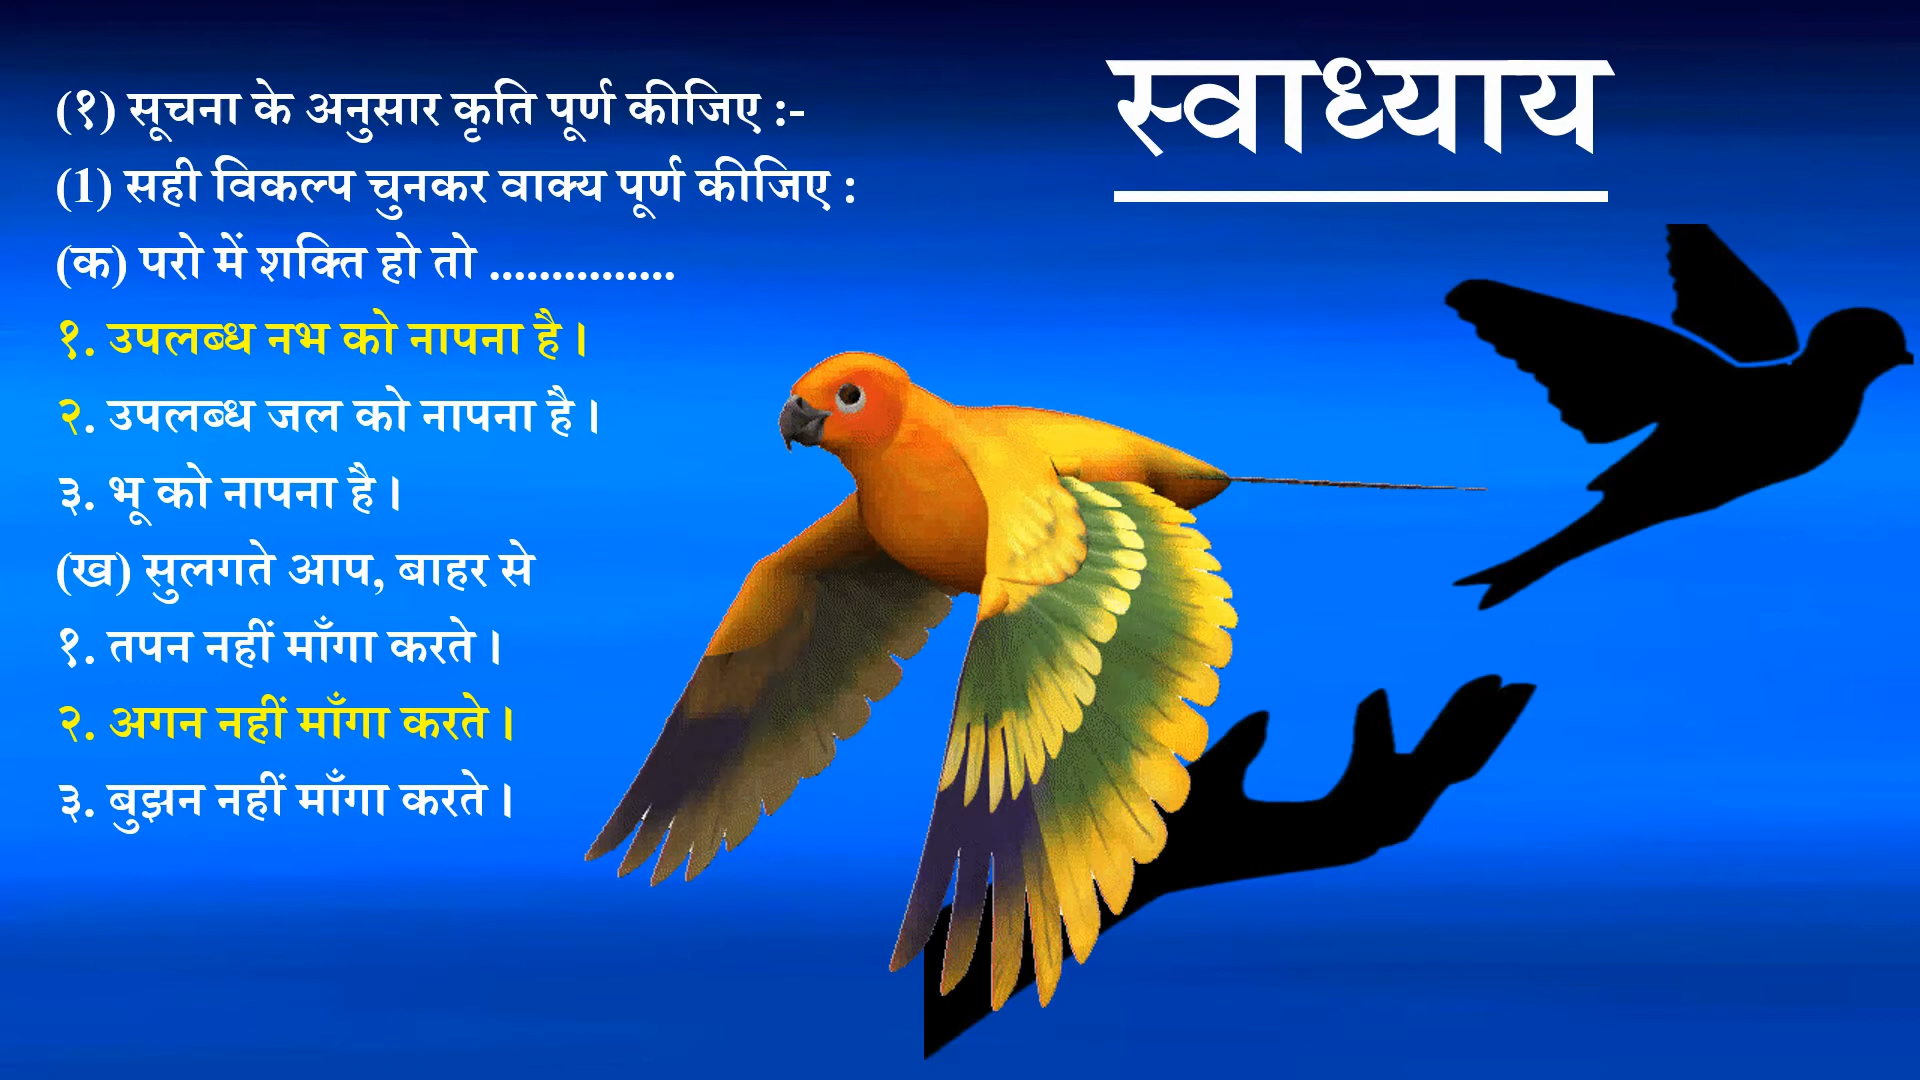 स्वाध्याय
(१) सूचना के अनुसार कृति पूर्ण कीजिए :-
(1) सही विकल्प चुनकर वाक्य पूर्ण कीजिए :
(क) परो में शक्ति हो तो ...............
१. उपलब्ध नभ को नापना है ।
२. उपलब्ध जल को नापना है ।
३. भू को नापना है ।
(ख) सुलगते आप, बाहर से
१. तपन नहीं माँगा करते ।
२. अगन नहीं माँगा करते ।
३. बुझन नहीं माँगा करते ।